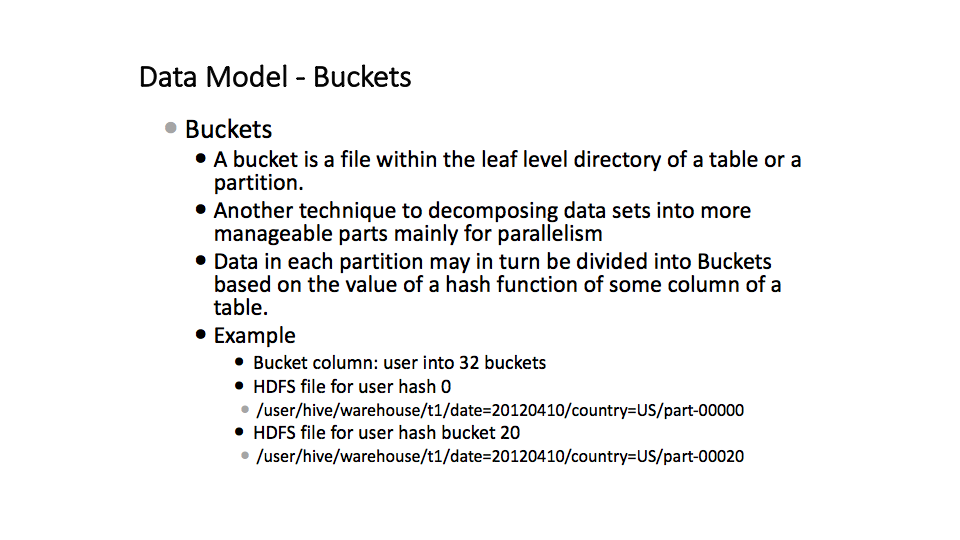 Data Model - Buckets
Buckets
A bucket is a file within the leaf level directory of a table or a
partition.
Another technique to decomposing data sets into more
manageable parts mainly for parallelism
Data in each partition may in turn be divided into Buckets
based on the value of a hash function of some column of a
table.
Example
Bucket column: user into 32 buckets
HDFS file for user hash 0
/user/hive/warehouse/t1/date=20120410/country=US/part-00000
HDFS file for user hash bucket 20
/user/hive/warehouse/t1/date=20120410/country=US/part-00020